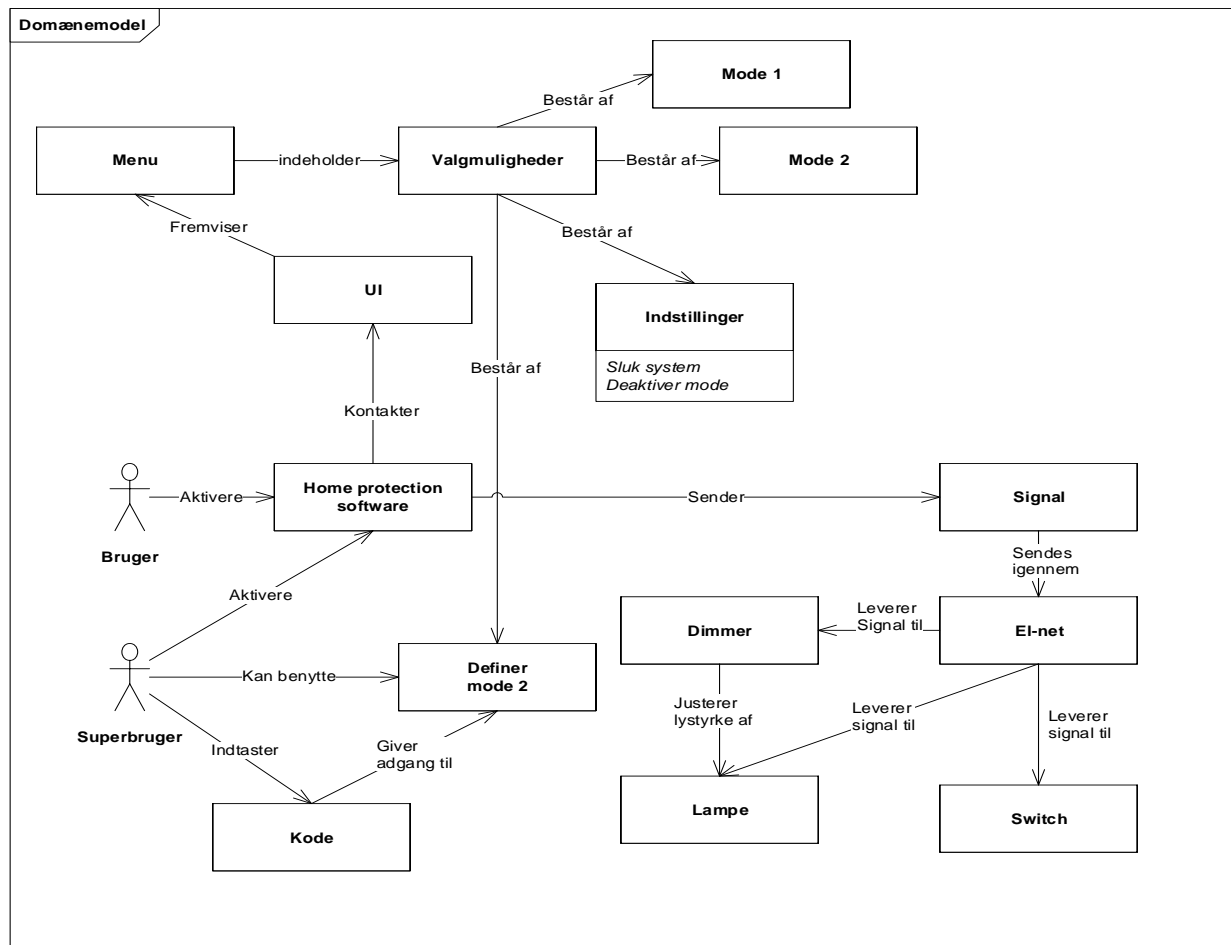 Domænemodel
Mode 1
Består af
Menu
indeholder
Valgmuligheder
Består af
Mode 2
Fremviser
Består af
UI
Indstillinger
Sluk system
Deaktiver mode
Består af
Kontakter
Bruger
Aktivere
Home protection
software
Sender
Signal
Sendes
igennem
Aktivere
Superbruger
Kan benytte
Definer
mode 2
Dimmer
Leverer
Signal til
El-net
Justerer
lystyrke af
Leverer
signal til
Leverer
signal til
Indtaster
Giver
adgang til
Kode
Lampe
Switch